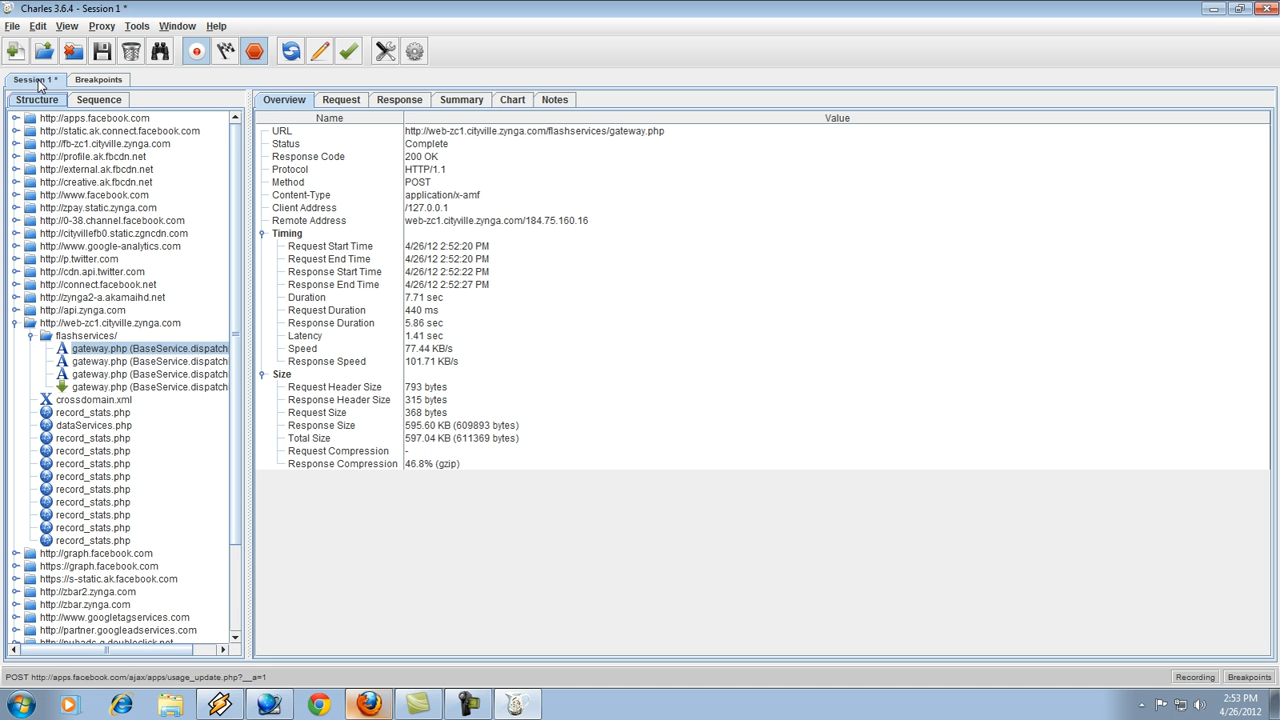 Charles 3.6.4 - Session 1 *
File Edit View Proxy Tools Window Help
Session 1 * Breakpoints
Structure Sequence
http://apps.facebook.com
http://static.ak.connect.facebook.com
http://fb-zc1.cityville.zynga.com
http://profile.ak.fbcdn.net
http://external.ak.fbcdn.net
http://creative.ak.fbcdn.net
http://www.facebook.com
http://zpay.static.zynga.com
http://0-38.channel.facebook.com
http://cityvillefb0.static.zgncdn.com
http://www.google-analytics.com
http://p.twitter.com
http://cdn.api.twitter.com
http://connect.facebook.net
http://zynga2-a.akamaihd.net
http://api.zynga.com
http://web-zc1.cityville.zynga.com
flashservices/
gateway.php (BaseService.dispatch
gateway.php (BaseService.dispatch
gateway.php (BaseService.dispatch
gateway.php (BaseService.dispatch
crossdomain.xml
record_stats.php
dataServices.php
record_stats.php
record_stats.php
record_stats.php
record_stats.php
record_stats.php
record_stats.php
record_stats.php
record_stats.php
record_stats.php
http://graph.facebook.com
https://graph.facebook.com
https://s-static.ak.facebook.com
http://zbar2.zynga.com
http://zbar.zynga.com
http://www.googletagservices.com
http://partner.googleadservices.com
http://pubads.g.doubleclick.net
Overview Request Response Summary Chart Notes
Name Value
URL http://web-zc1.cityville.zynga.com/flashservices/gateway.php
Status Complete
Response Code 200 OK
Protocol HTTP/1.1
Method POST
Content-Type application/x-amf
Client Address /127.0.0.1
Remote Address web-zc1.cityville.zynga.com/184.75.160.16
Timing
Request Start Time 4/26/12 2:52:20 PM
Request End Time 4/26/12 2:52:20 PM
Response Start Time 4/26/12 2:52:22 PM
Response End Time 4/26/12 2:52:27 PM
Duration 7.71 sec
Request Duration 440 ms
Response Duration 5.86 sec
Latency 1.41 sec
Speed 77.44 KB/s
Response Speed 101.71 KB/s
Size
Request Header Size 793 bytes
Response Header Size 315 bytes
Request Size 368 bytes
Response Size 595.60 KB (609893 bytes)
Total Size 597.04 KB (611369 bytes)
Request Compression -
Response Compression 46.8% (gzip)
POST http://apps.facebook.com/ajax/apps/usage_update.php?__a=1
Recording Breakpoints
2:53 PM
4/26/2012